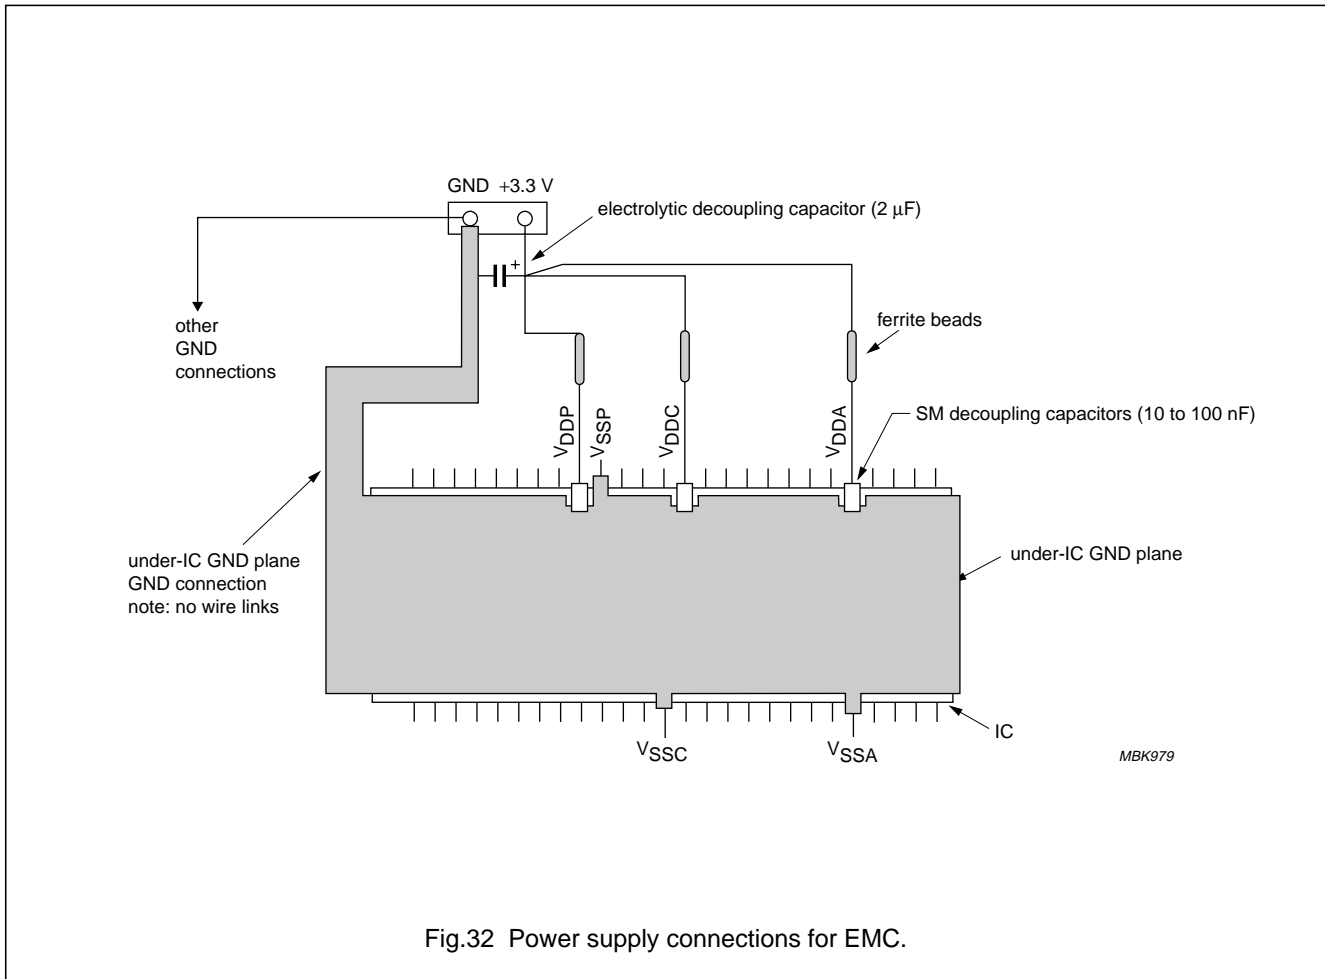 GND +3.3 V
electrolytic decoupling capacitor (2 μF)
other
GND
connections
ferrite beads
VDDP
VSSP
VDDC
VDDA
SM decoupling capacitors (10 to 100 nF)
under-IC GND plane
GND connection
note: no wire links
under-IC GND plane
VSSC
VSSA
IC
MBK979
Fig.32 Power supply connections for EMC.